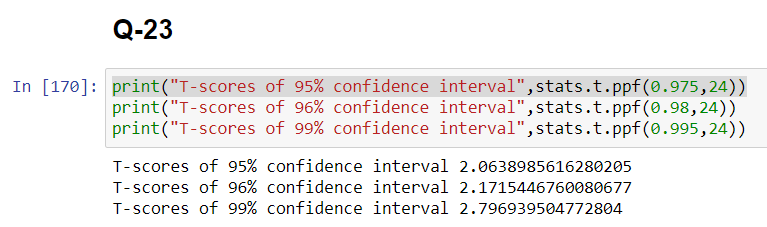 Q-23
In [170]: print("T-scores of 95% confidence interval",stats.t.ppf(0.975,24))
print("T-scores of 96% confidence interval",stats.t.ppf(0.98,24))
print("T-scores of 99% confidence interval",stats.t.ppf(0.995,24))
T-scores of 95% confidence interval 2.0638985616280205
T-scores of 96% confidence interval 2.1715446760080677
T-scores of 99% confidence interval 2.796939504772804